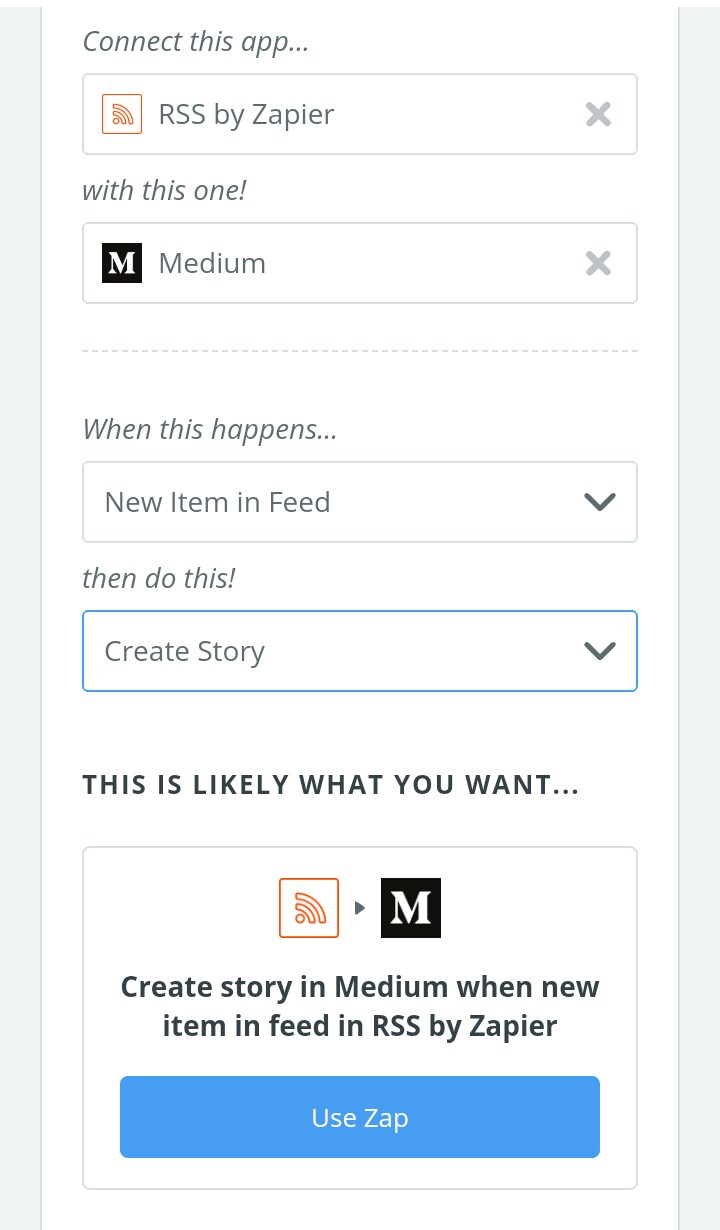 Connect this app...
RSS by Zapier
with this one!
M Medium
When this happens...
New Item in Feed
then do this!
Create Story
THIS IS LIKELY WHAT YOU WANT...
M
Create story in Medium when new
item in feed in RSS by Zapier
Use Zap